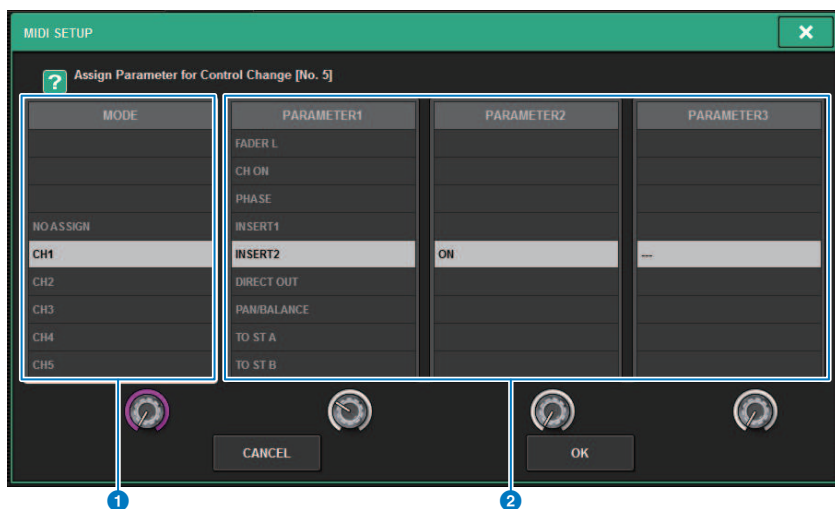 MIDI SETUP
?
Assign Parameter for Control Change [No. 5]
MODE
PARAMETER1
PARAMETER2
PARAMETER3
FADER L
CH ON
PHASE
NO ASSIGN
INSERT1
CH1
INSERT2
ON
---
CH2
DIRECT OUT
CH3
PAN/BALANCE
CH4
TO ST A
CH5
TO ST B
CANCEL
OK
1
2